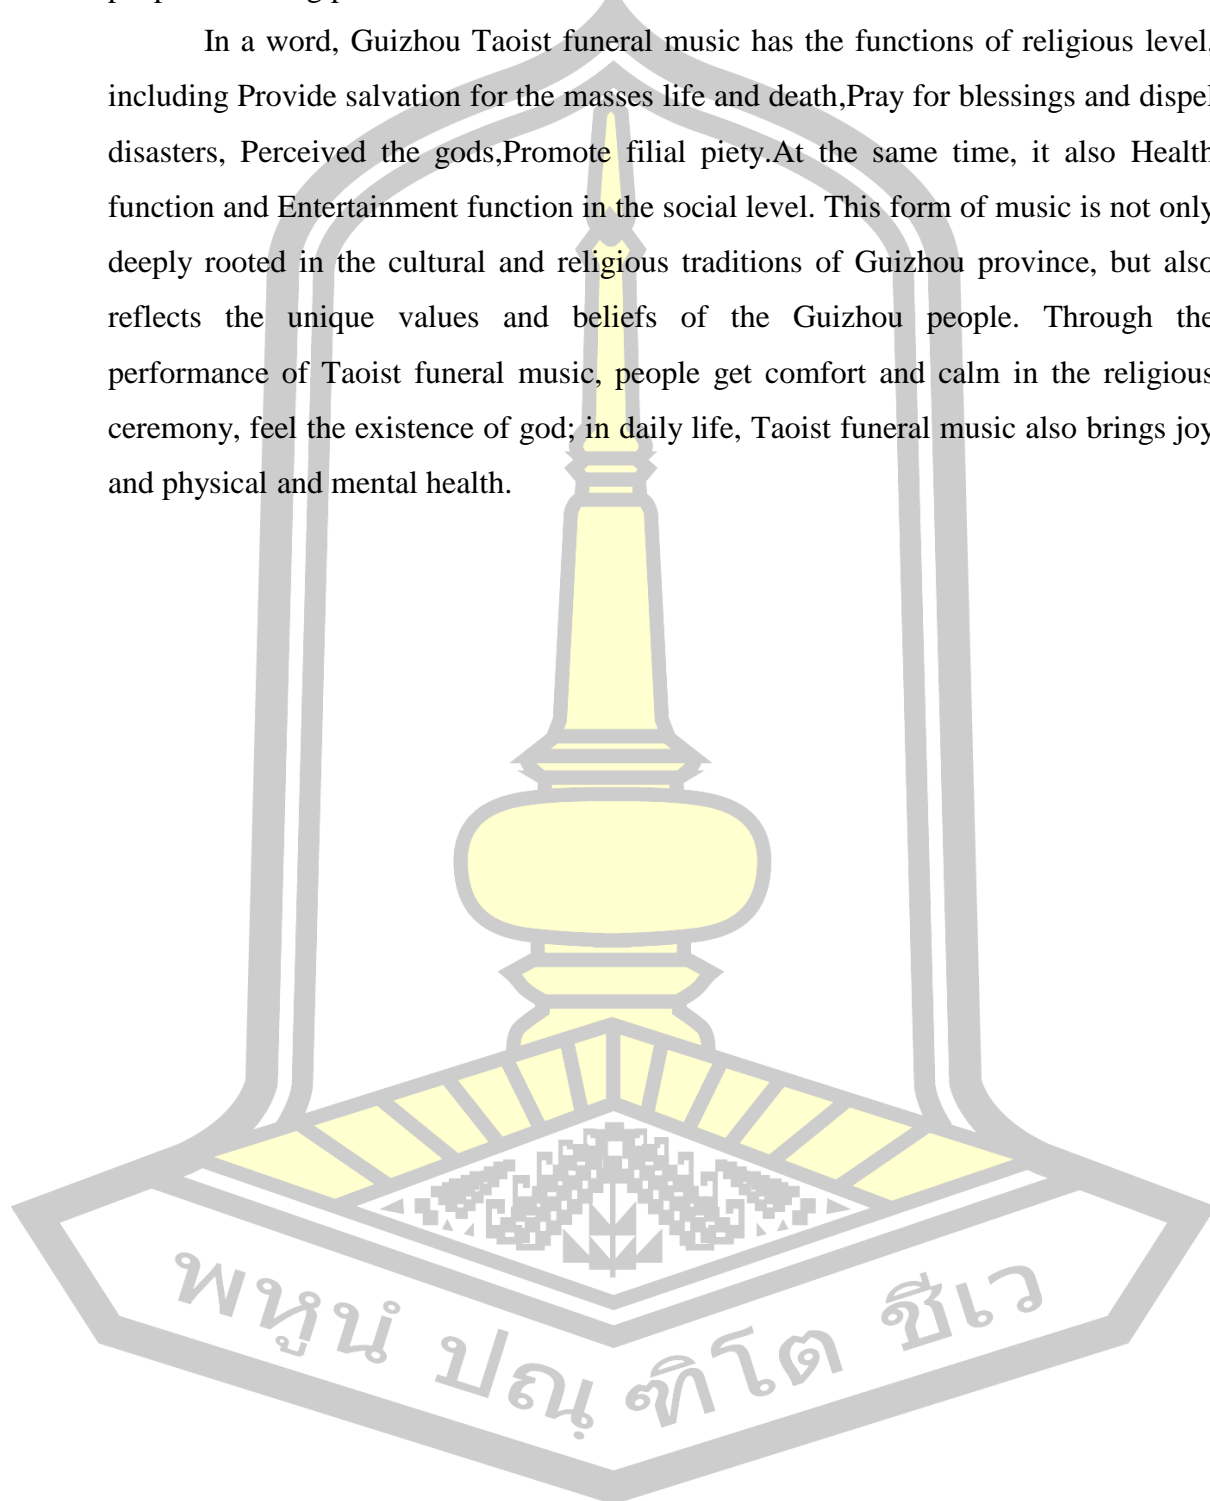 In a word, Guizhou Taoist funeral music has the functions of religious level,
including Provide salvation for the masses life and death,Pray for blessings and dispel
disasters, Perceived the gods,Promote filial piety.At the same time, it also Health
function and Entertainment function in the social level. This form of music is not only
deeply rooted in the cultural and religious traditions of Guizhou province, but also
reflects the unique values and beliefs of the Guizhou people. Through the
performance of Taoist funeral music, people get comfort and calm in the religious
ceremony, feel the existence of god; in daily life, Taoist funeral music also brings joy
and physical and mental health.
พหูนํ ปณฺฑิโต ชีเว